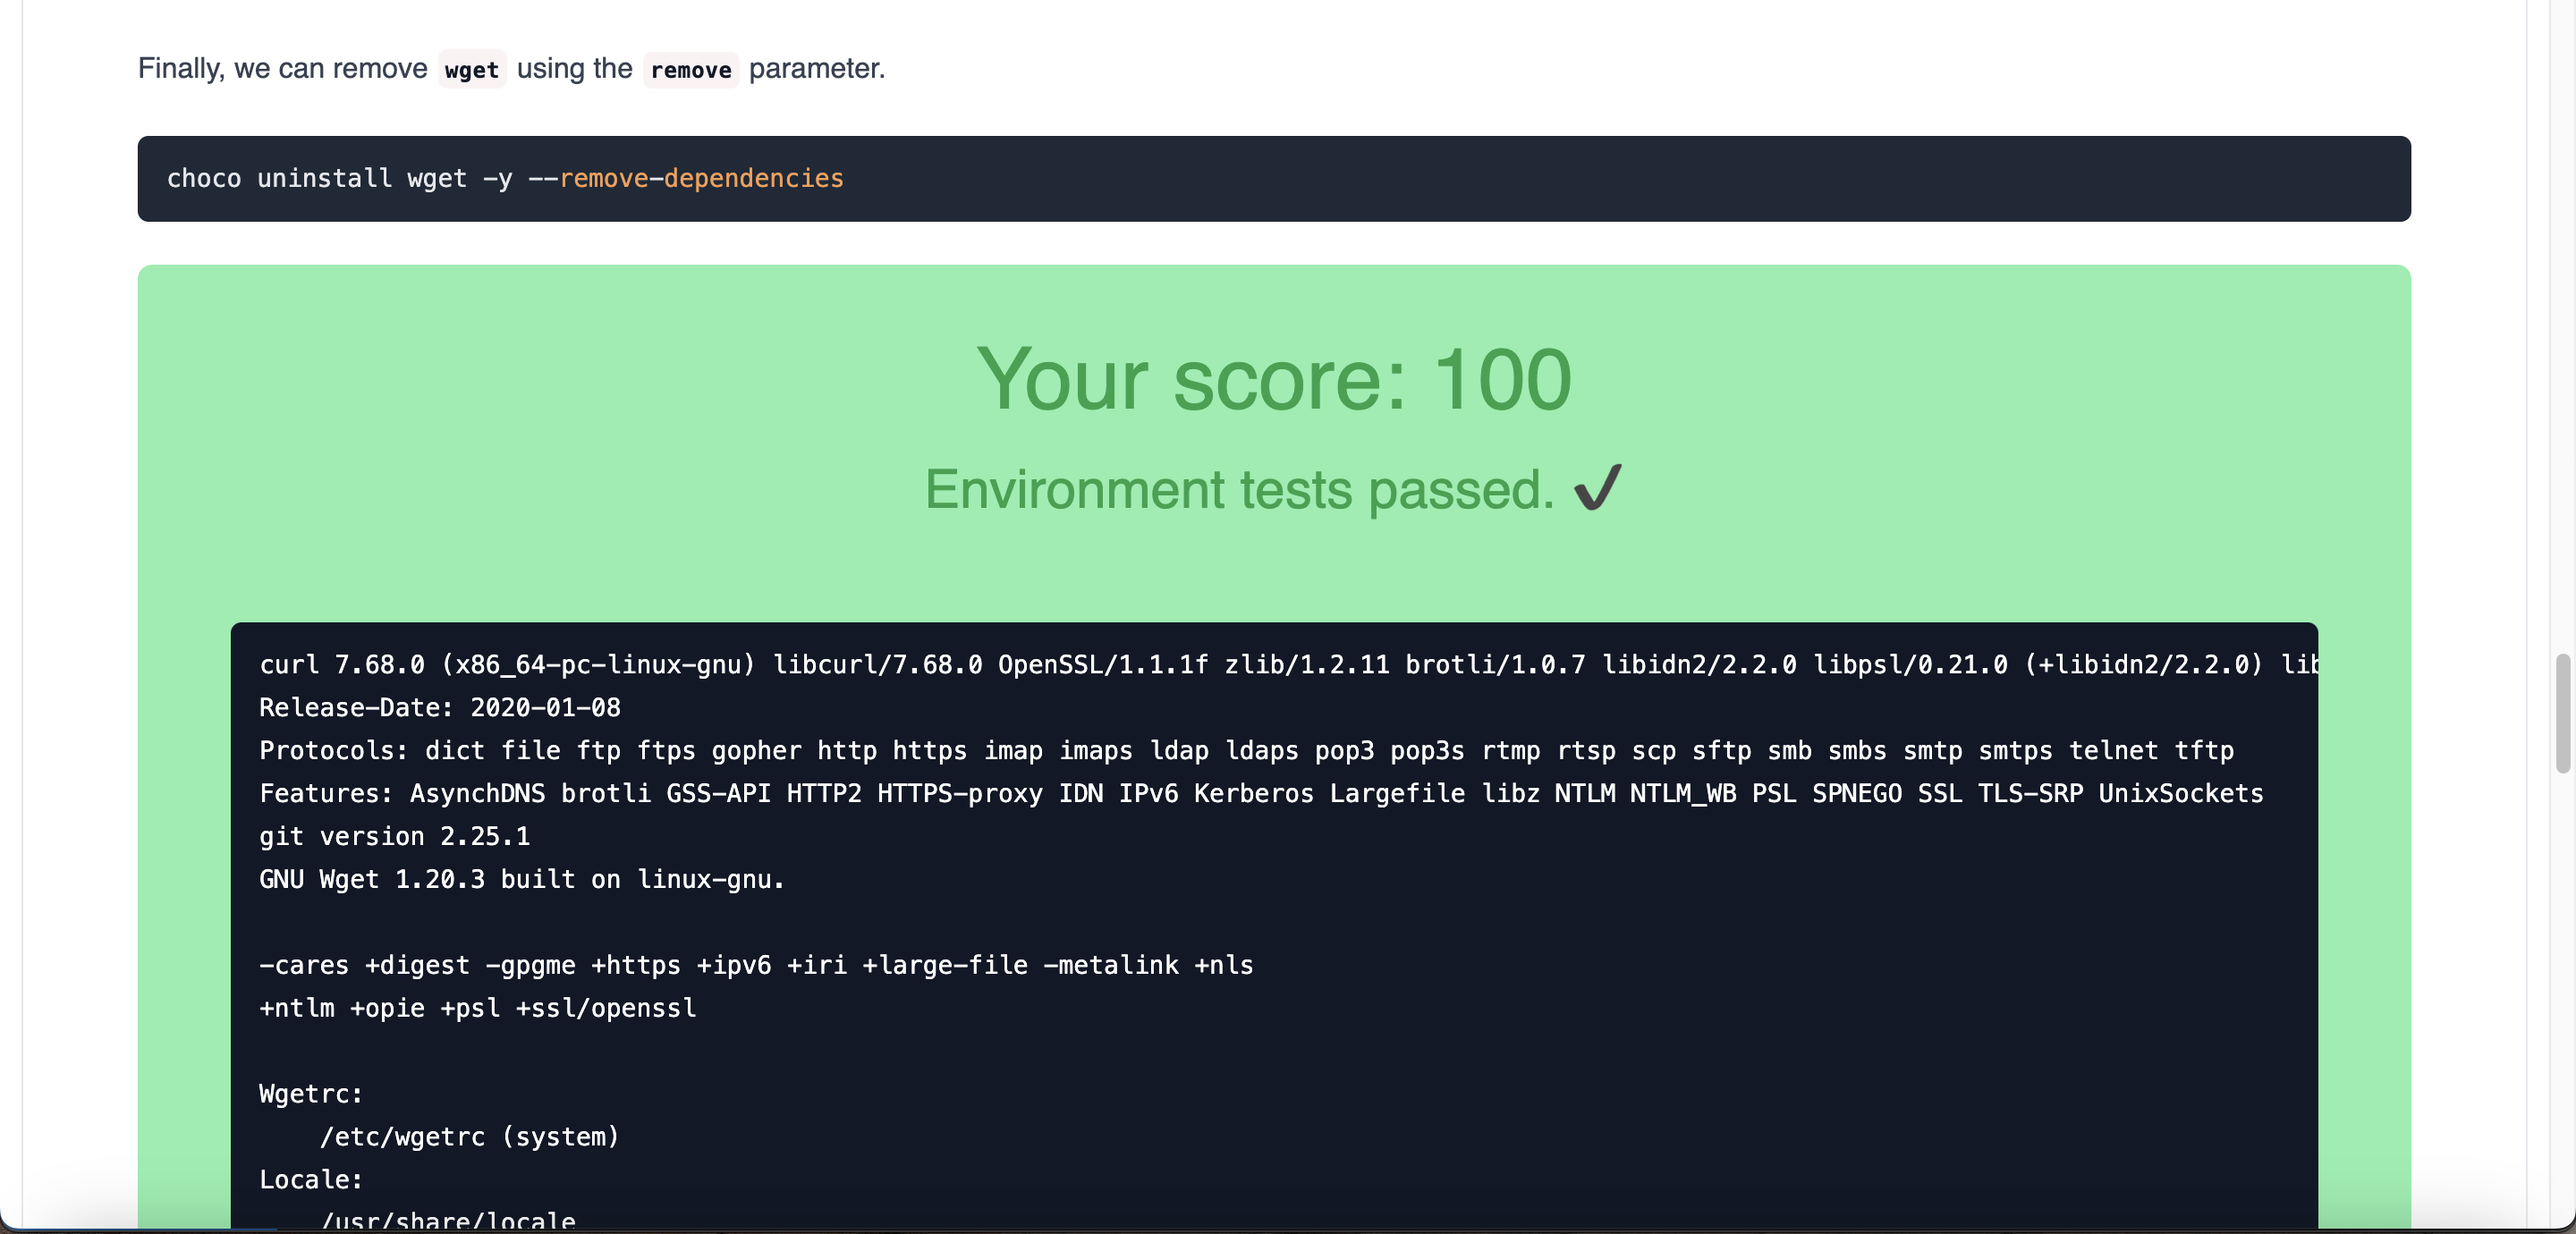 Finally, we can remove wget using the remove parameter.
choco uninstall wget -y --remove-dependencies
Your score: 100
Environment tests passed. ✔
curl 7.68.0 (x86_64-pc-linux-gnu) libcurl/7.68.0 OpenSSL/1.1.1f zlib/1.2.11 brotli/1.0.7 libidn2/2.2.0 libpsl/0.21.0 (+libidn2/2.2.0) lib
Release-Date: 2020-01-08
Protocols: dict file ftp ftps gopher http https imap imaps ldap ldaps pop3 pop3s rtmp rtsp scp sftp smb smbs smtp smtps telnet tftp
Features: AsynchDNS brotli GSS-API HTTP2 HTTPS-proxy IDN IPv6 Kerberos Largefile libz NTLM NTLM_WB PSL SPNEGO SSL TLS-SRP UnixSockets
git version 2.25.1
GNU Wget 1.20.3 built on linux-gnu.
-cares +digest -gpgme +https +ipv6 +iri +large-file -metalink +nls
+ntlm +opie +psl +ssl/openssl
Wgetrc:
/etc/wgetrc (system)
Locale:
/usr/share/locale